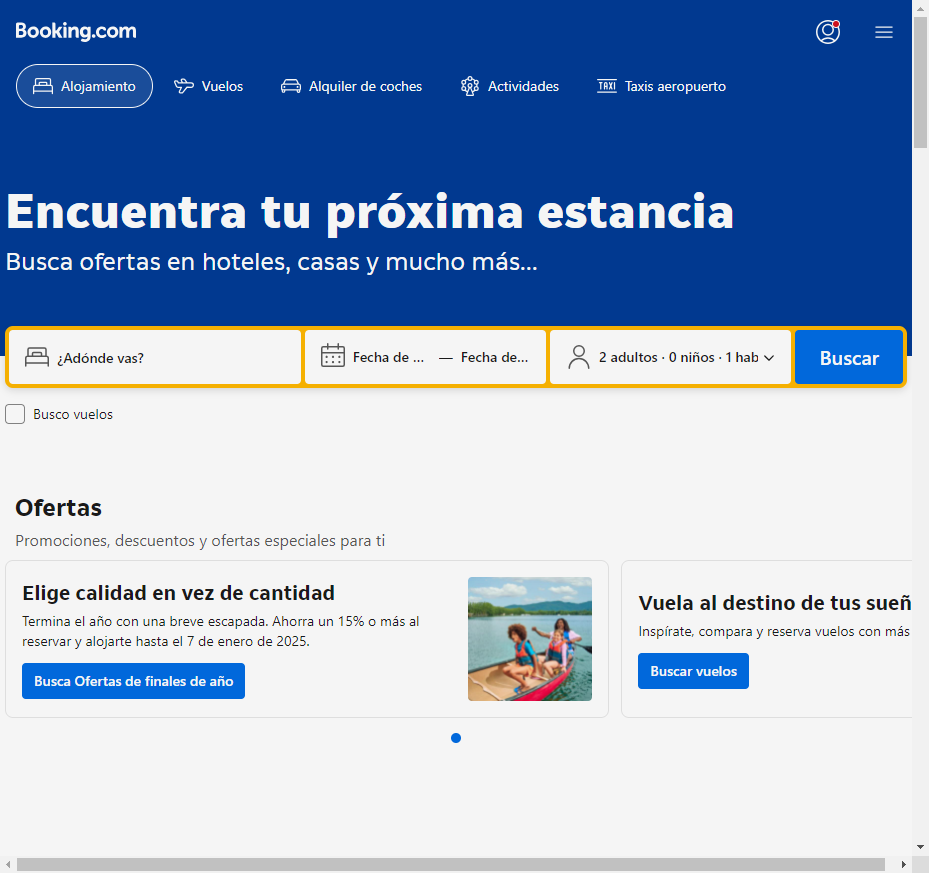 Booking.com
Alojamiento
Vuelos
Alquiler de coches
Actividades
TAXI
Taxis aeropuerto
Encuentra tu próxima estancia
Busca ofertas en hoteles, casas y mucho más...
¿Adónde vas?
Fecha de ... — Fecha de...
2 adultos · 0 niños · 1 hab
Buscar
Busco vuelos
Ofertas
Promociones, descuentos y ofertas especiales para ti
Elige calidad en vez de cantidad
Termina el año con una breve escapada. Ahorra un 15% o más al
reservar y alojarte hasta el 7 de enero de 2025.
Busca Ofertas de finales de año
Vuela al destino de tus sueñ
Inspírate, compara y reserva vuelos con más
Buscar vuelos